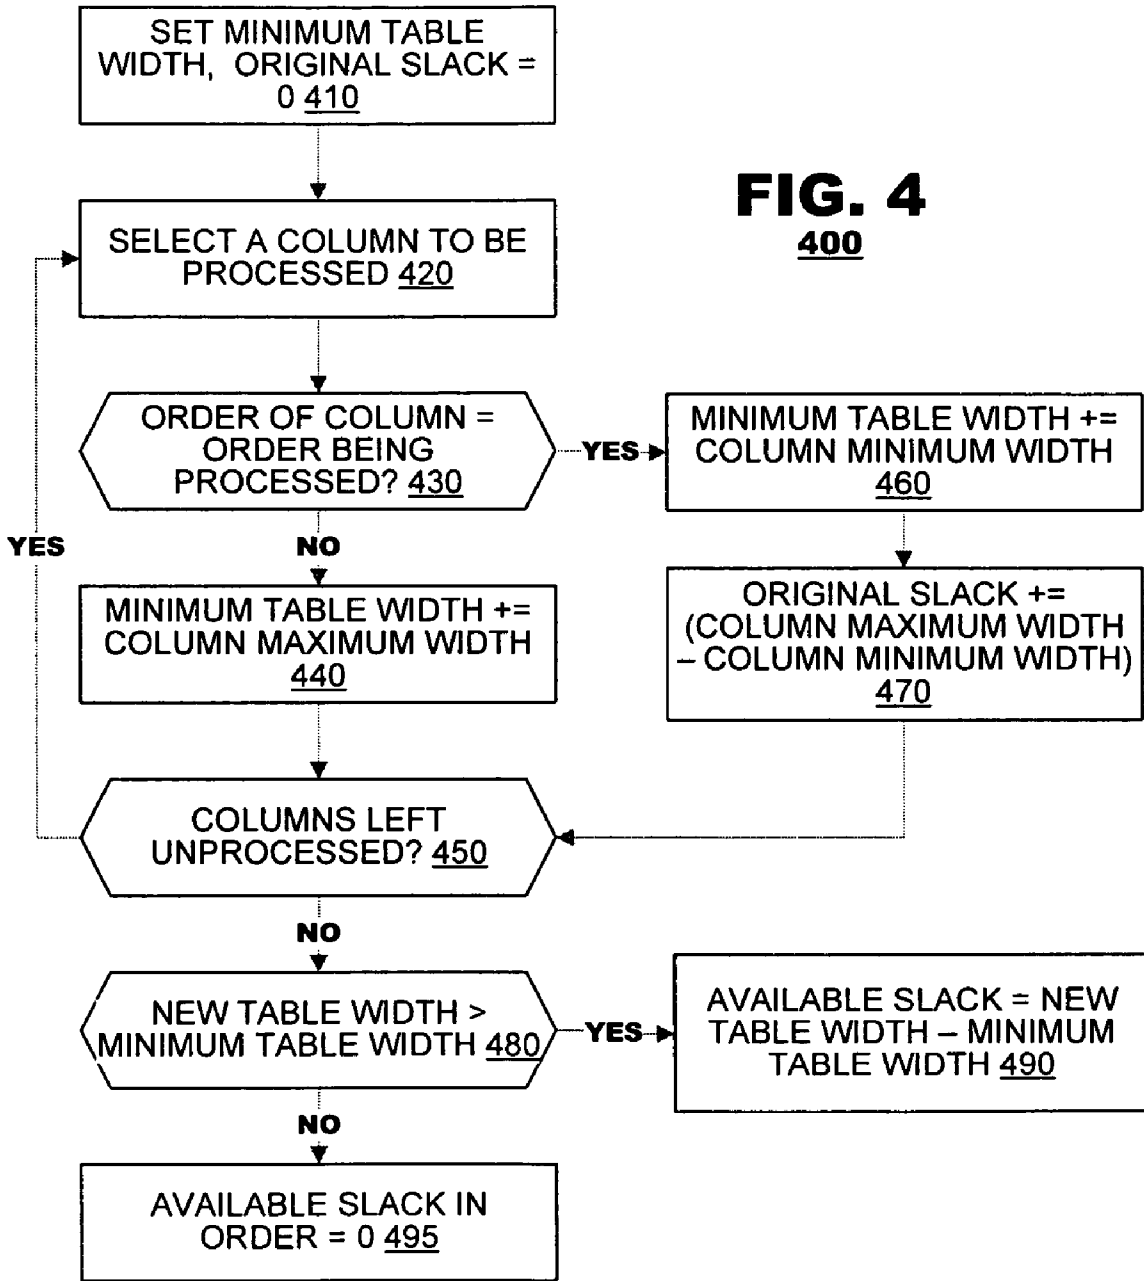 SET MINIMUM TABLE
WIDTH, ORIGINAL SLACK =
0 410
FIG. 4
400
SELECT A COLUMN TO BE
PROCESSED 420
ORDER OF COLUMN =
ORDER BEING
PROCESSED? 430
YES
MINIMUM TABLE WIDTH +=
COLUMN MINIMUM WIDTH
460
YES
NO
MINIMUM TABLE WIDTH +=
COLUMN MAXIMUM WIDTH
440
ORIGINAL SLACK +=
(COLUMN MAXIMUM WIDTH
– COLUMN MINIMUM WIDTH)
470
COLUMNS LEFT
UNPROCESSED? 450
NO
NEW TABLE WIDTH >
MINIMUM TABLE WIDTH 480
YES
AVAILABLE SLACK = NEW
TABLE WIDTH – MINIMUM
TABLE WIDTH 490
NO
AVAILABLE SLACK IN
ORDER = 0 495